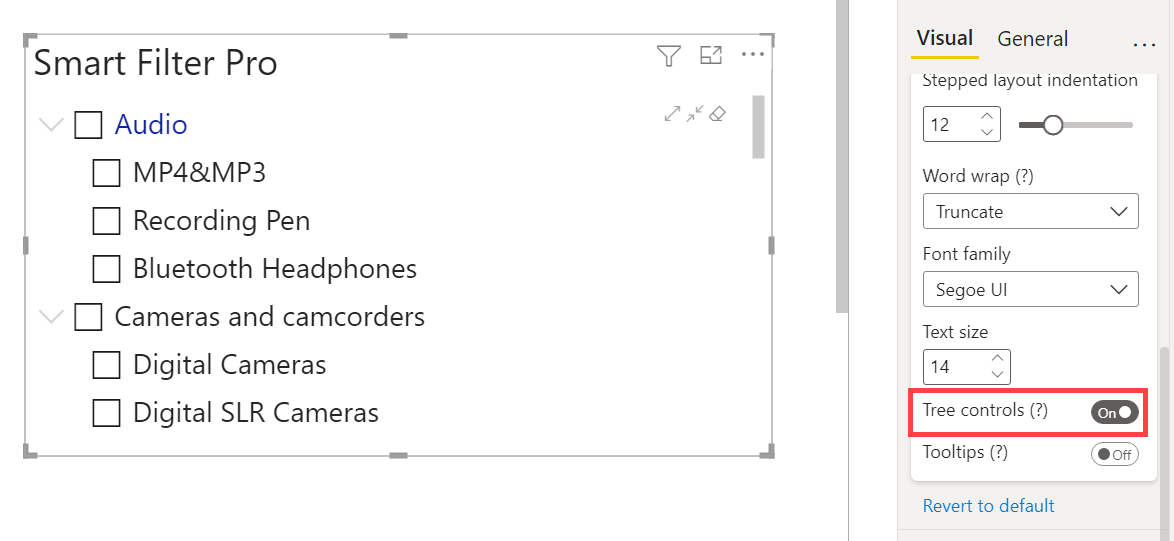 Smart Filter Pro
Audio
MP4&MP3
Recording Pen
Bluetooth Headphones
Cameras and camcorders
Digital Cameras
Digital SLR Cameras
Visual General
Stepped layout indentation
12
Word wrap (?)
Truncate
Font family
Segoe UI
Text size
14
Tree controls (?) On
Tooltips (?) Off
Revert to default